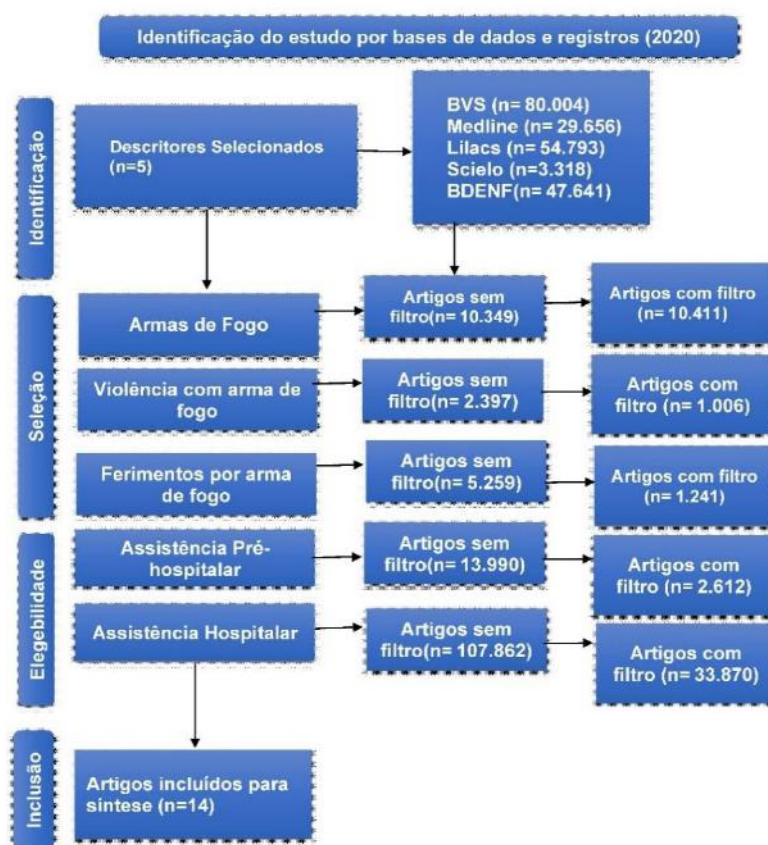 Identificação do estudo por bases de dados e registros (2020)
Identificação
Descritores Selecionados
(n=5)
BVS (n= 80.004)
Medline (n = 29.656)
Lilacs (n= 54.793)
Scielo (n=3.318)
BDENF(n= 47.641)
Seleção
Armas de Fogo
Artigos sem
filtro(n= 10.349)
Artigos com filtro
(n= 10.411)
Violência com arma de
fogo
Artigos sem
filtro(n= 2.397)
Artigos com
filtro (n= 1.006)
Ferimentos por arma
de fogo
Artigos sem
filtro(n= 5.259)
Artigos com filtro
(n= 1.241)
Elegebilidade
Assistência Pré-
hospitalar
Artigos sem
filtro(n= 13.990)
Artigos com
filtro (n= 2.612)
Assistência Hospitalar
Artigos sem
filtro(n= 107.862)
Artigos com
filtro (n= 33.870)
Inclusão
Artigos incluídos para
síntese (n=14)